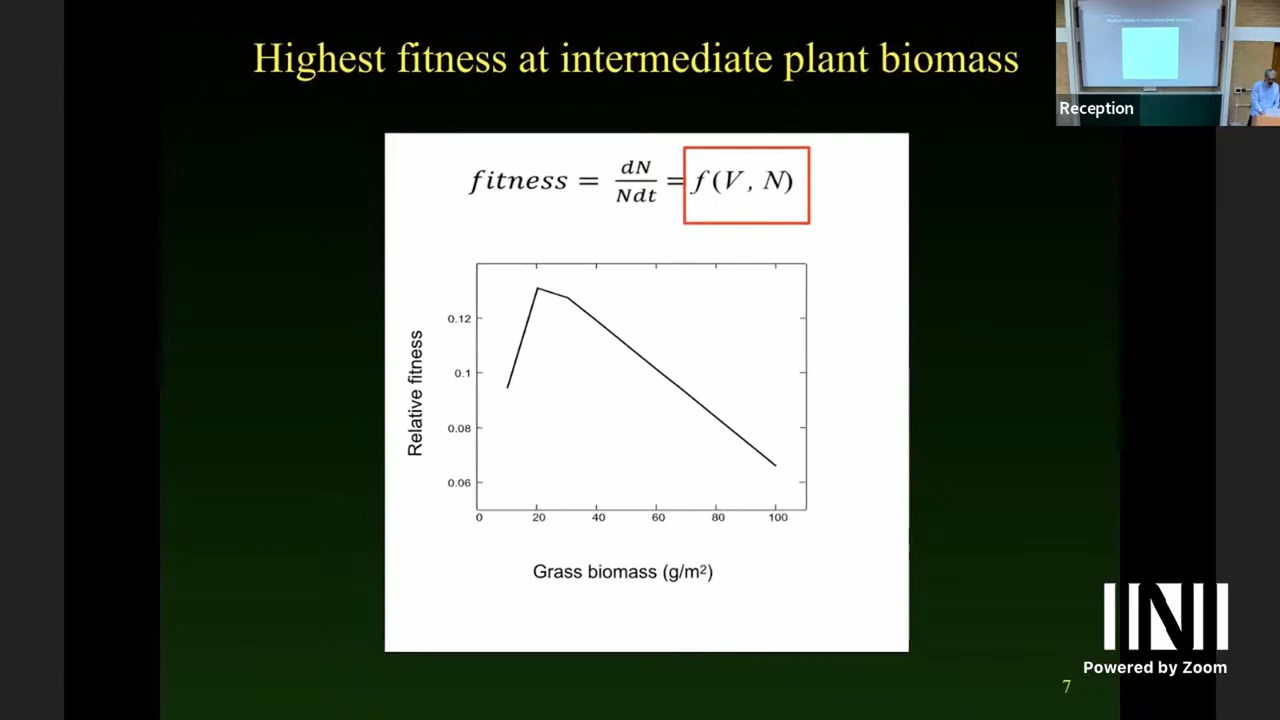 Highest fitness at intermediate plant biomass
Reception
fitness = dN/Ndt = f(V, N)
Relative fitness
0.12
0.1
0.08
0.06
0 20 40 60 80 100
Grass biomass (g/m²)
INI
Powered by Zoom
7